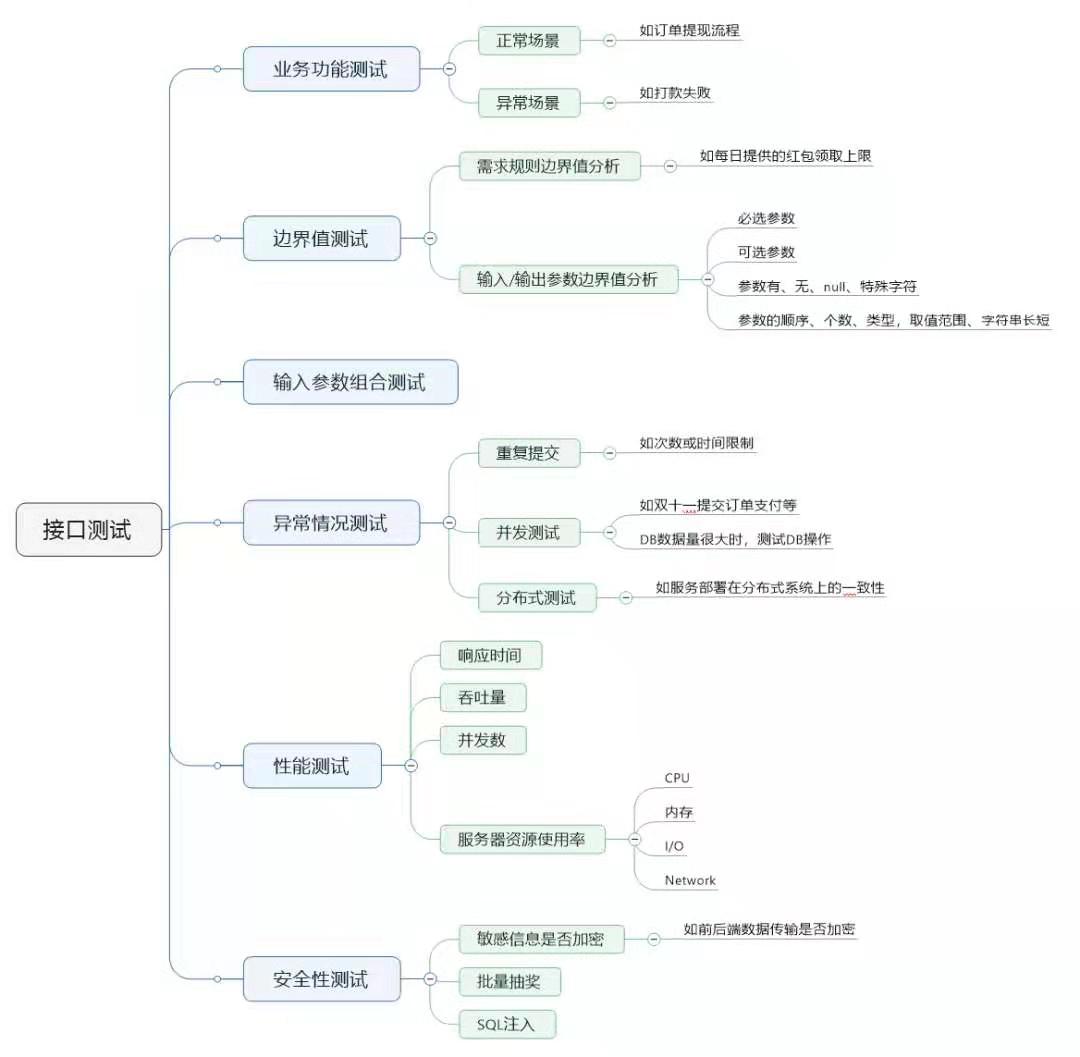 接口测试
业务功能测试
正常场景
如订单提现流程
异常场景
如打款失败
边界值测试
需求规则边界值分析
如每日提供的红包领取上限
输入/输出参数边界值分析
必选参数
可选参数
参数有、无、null、特殊字符
参数的顺序、个数、类型，取值范围、字符串长短
输入参数组合测试
异常情况测试
重复提交
如次数或时间限制
并发测试
如双十一提交订单支付等
DB数据量很大时，测试DB操作
分布式测试
如服务部署在分布式系统上的一致性
性能测试
响应时间
吞吐量
并发数
服务器资源使用率
CPU
内存
I/O
Network
安全性测试
敏感信息是否加密
如前后端数据传输是否加密
批量抽奖
SQL注入